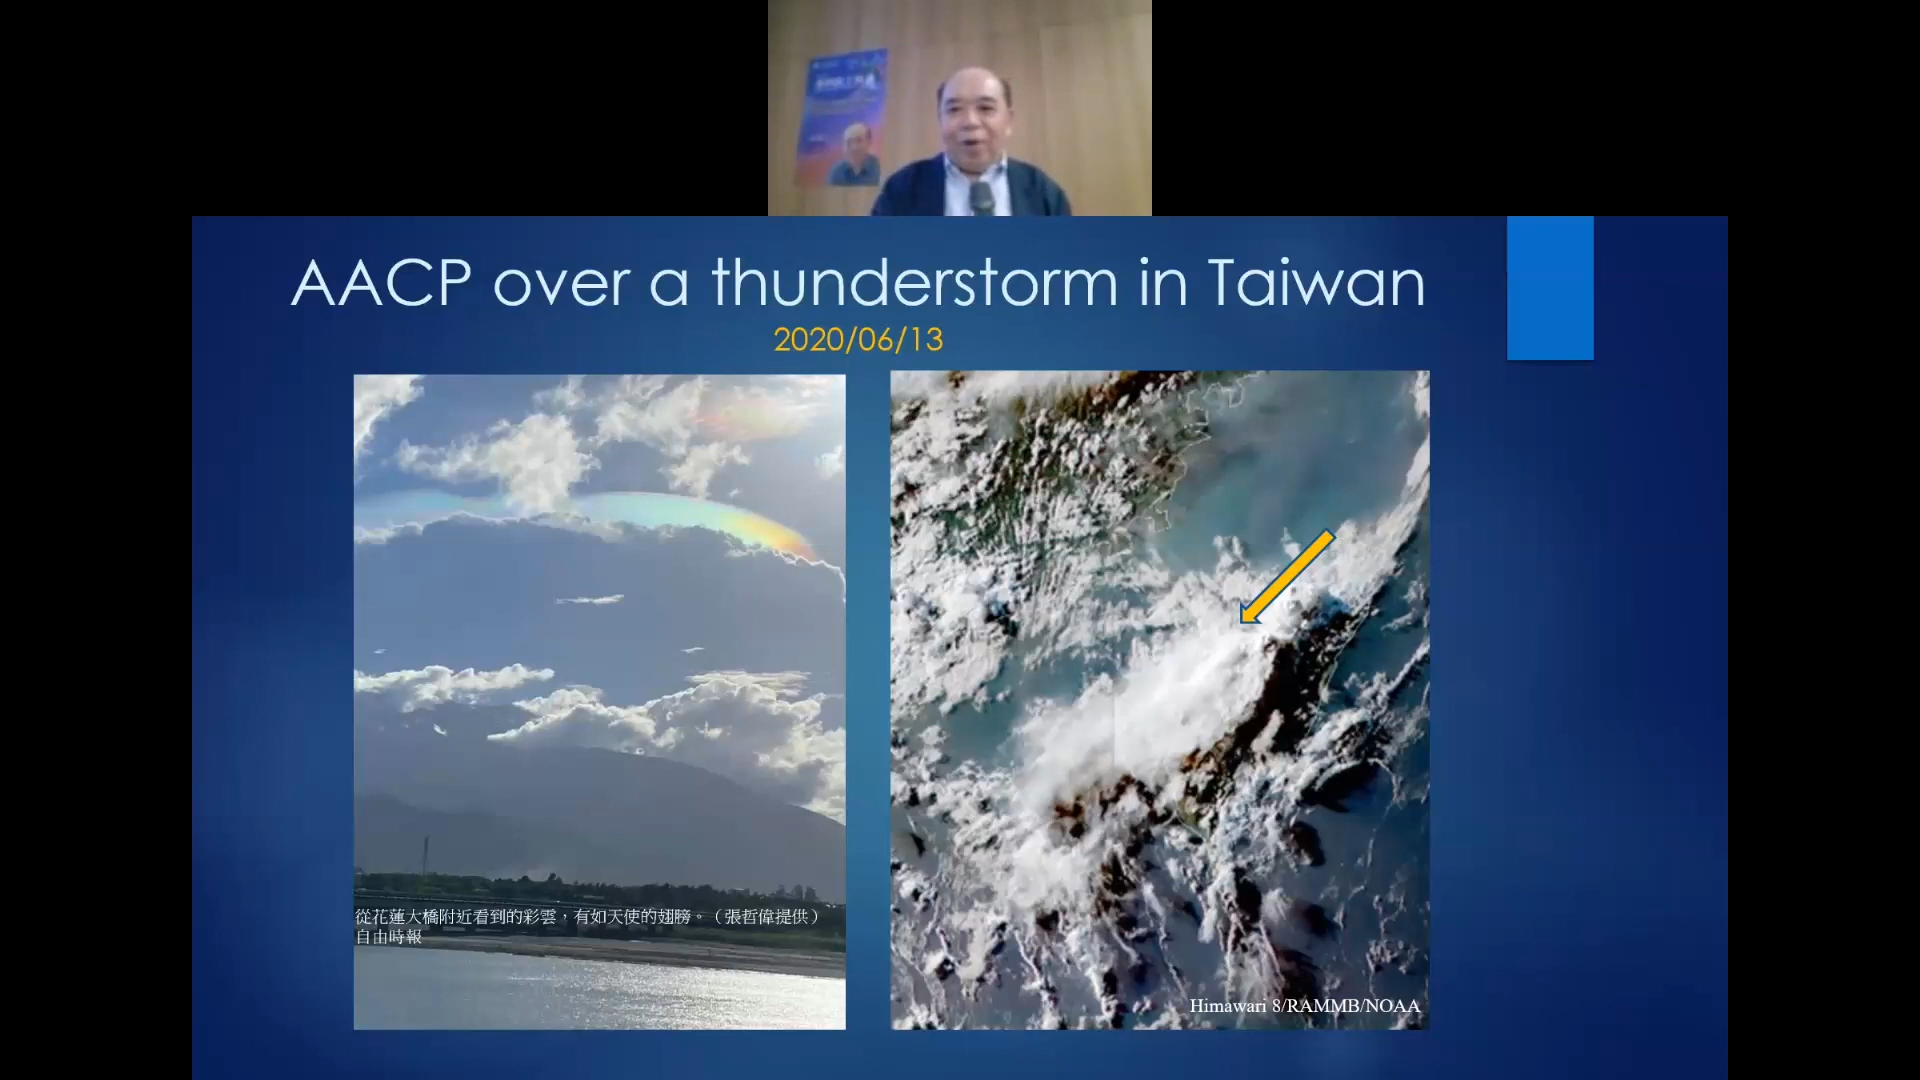 AACP over a thunderstorm in Taiwan
2020/06/13
從花蓮大橋附近看到的彩雲，有如天使的翅膀。（張哲偉提供）
自由時報
Himawari 8/RAMMB/NOAA